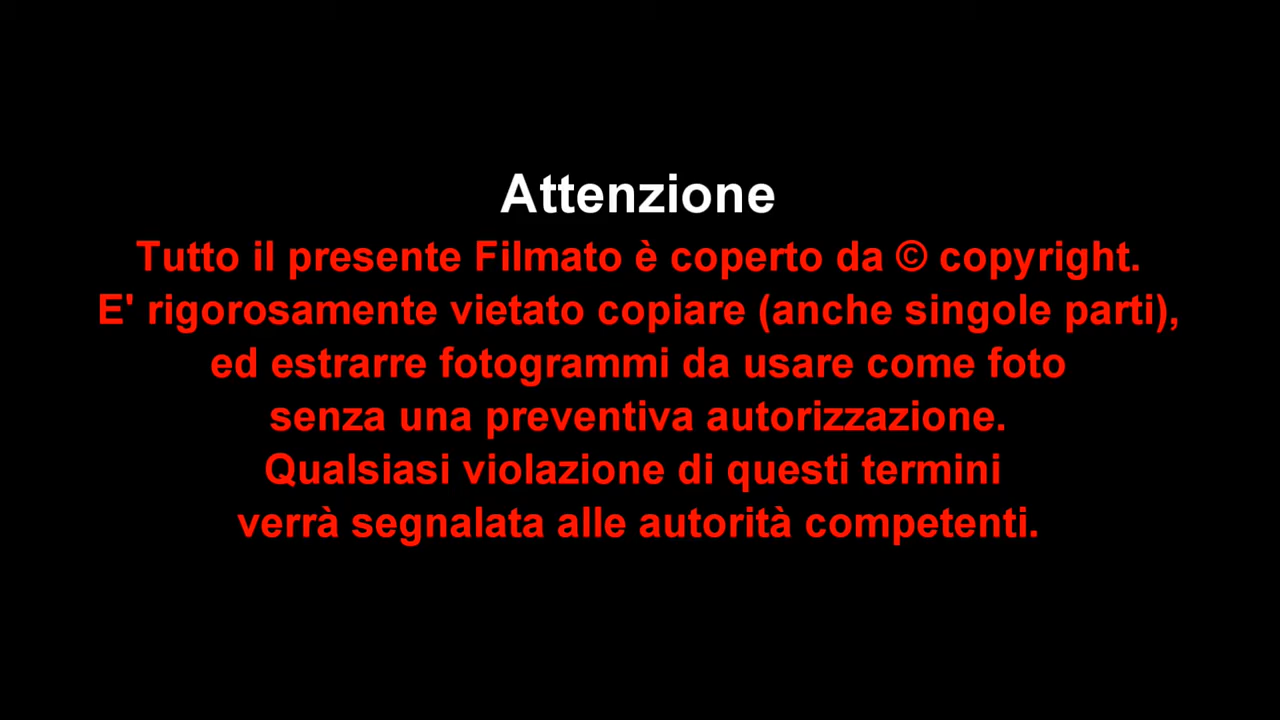 Attenzione
Tutto il presente Filmato è coperto da © copyright.
E' rigorosamente vietato copiare (anche singole parti),
ed estrarre fotogrammi da usare come foto
senza una preventiva autorizzazione.
Qualsiasi violazione di questi termini
verrà segnalata alle autorità competenti.